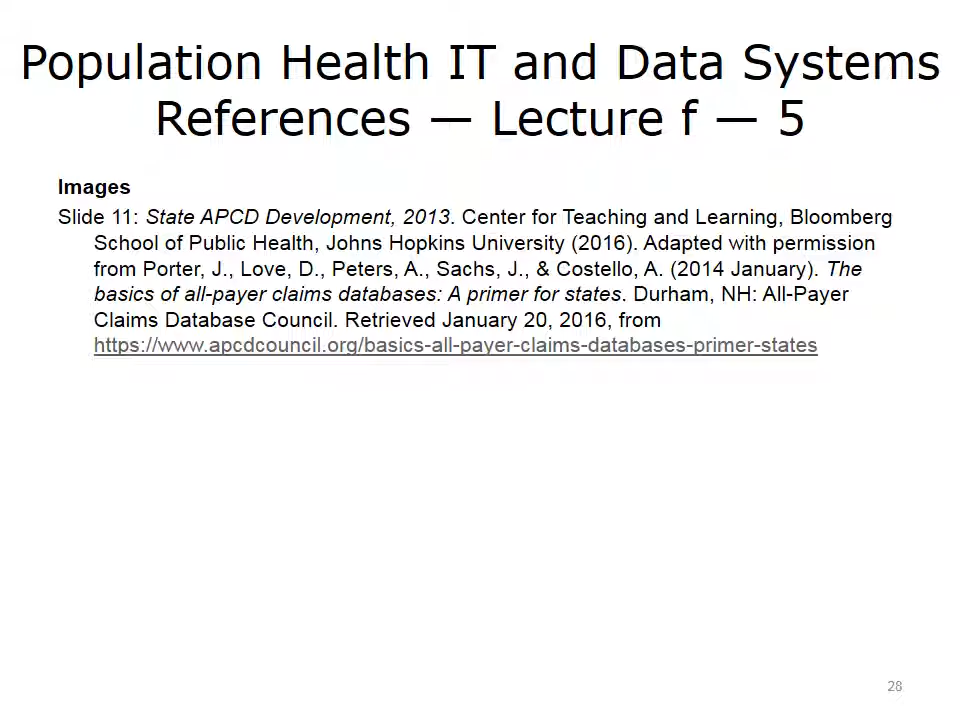 Population Health IT and Data Systems
References — Lecture f — 5
Images
Slide 11: State APCD Development, 2013. Center for Teaching and Learning, Bloomberg
School of Public Health, Johns Hopkins University (2016). Adapted with permission
from Porter, J., Love, D., Peters, A., Sachs, J., & Costello, A. (2014 January). The
basics of all-payer claims databases: A primer for states. Durham, NH: All-Payer
Claims Database Council. Retrieved January 20, 2016, from
https://www.apcdcouncil.org/basics-all-payer-claims-databases-primer-states
28